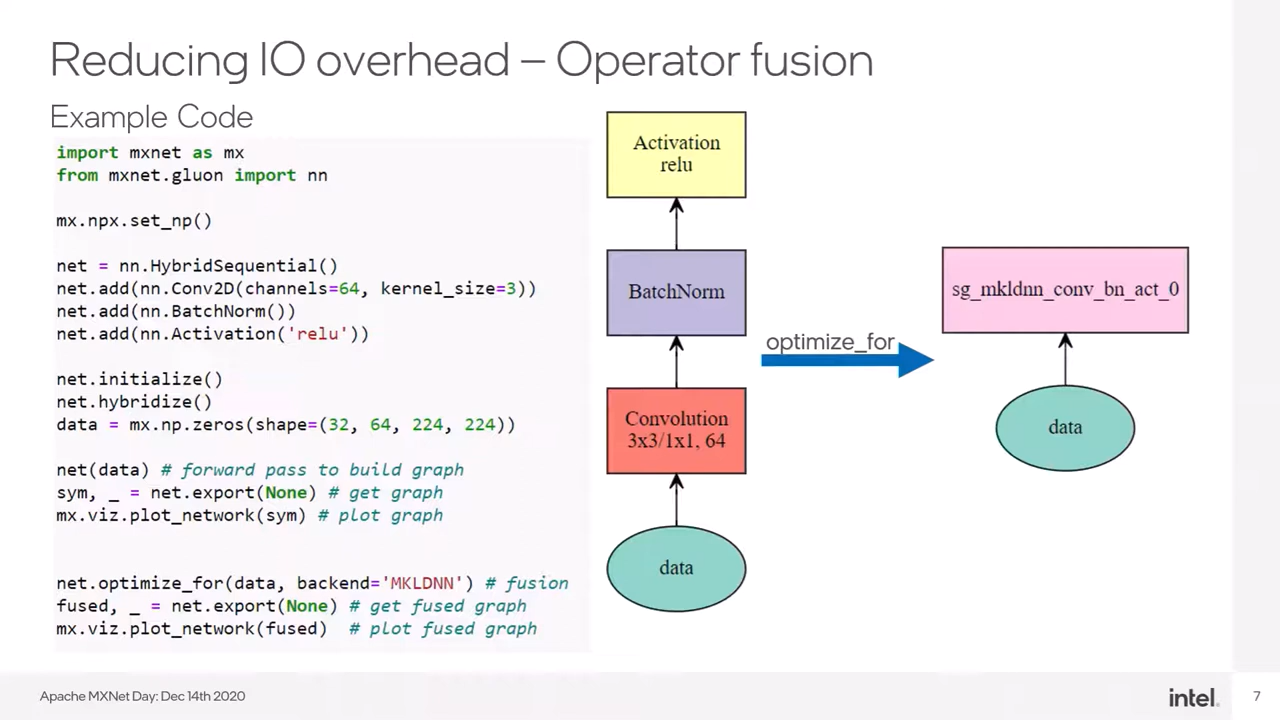 Reducing IO overhead – Operator fusion
Example Code
import mxnet as mx
from mxnet.gluon import nn
mx.npx.set_np()
net = nn.HybridSequential()
net.add(nn.Conv2D(channels=64, kernel_size=3))
net.add(nn.BatchNorm())
net.add(nn.Activation('relu'))
net.initialize()
net.hybridize()
data = mx.np.zeros(shape=(32, 64, 224, 224))
net(data) # forward pass to build graph
sym, _ = net.export(None) # get graph
mx.viz.plot_network(sym) # plot graph
net.optimize_for(data, backend='MKLDNN') # fusion
fused, _ = net.export(None) # get fused graph
mx.viz.plot_network(fused)  # plot fused graph
Activation
relu
BatchNorm
Convolution
3x3/1x1, 64
data
optimize_for
sg_mkldnn_conv_bn_act_0
data
Apache MXNet Day: Dec 14th 2020
intel.
7